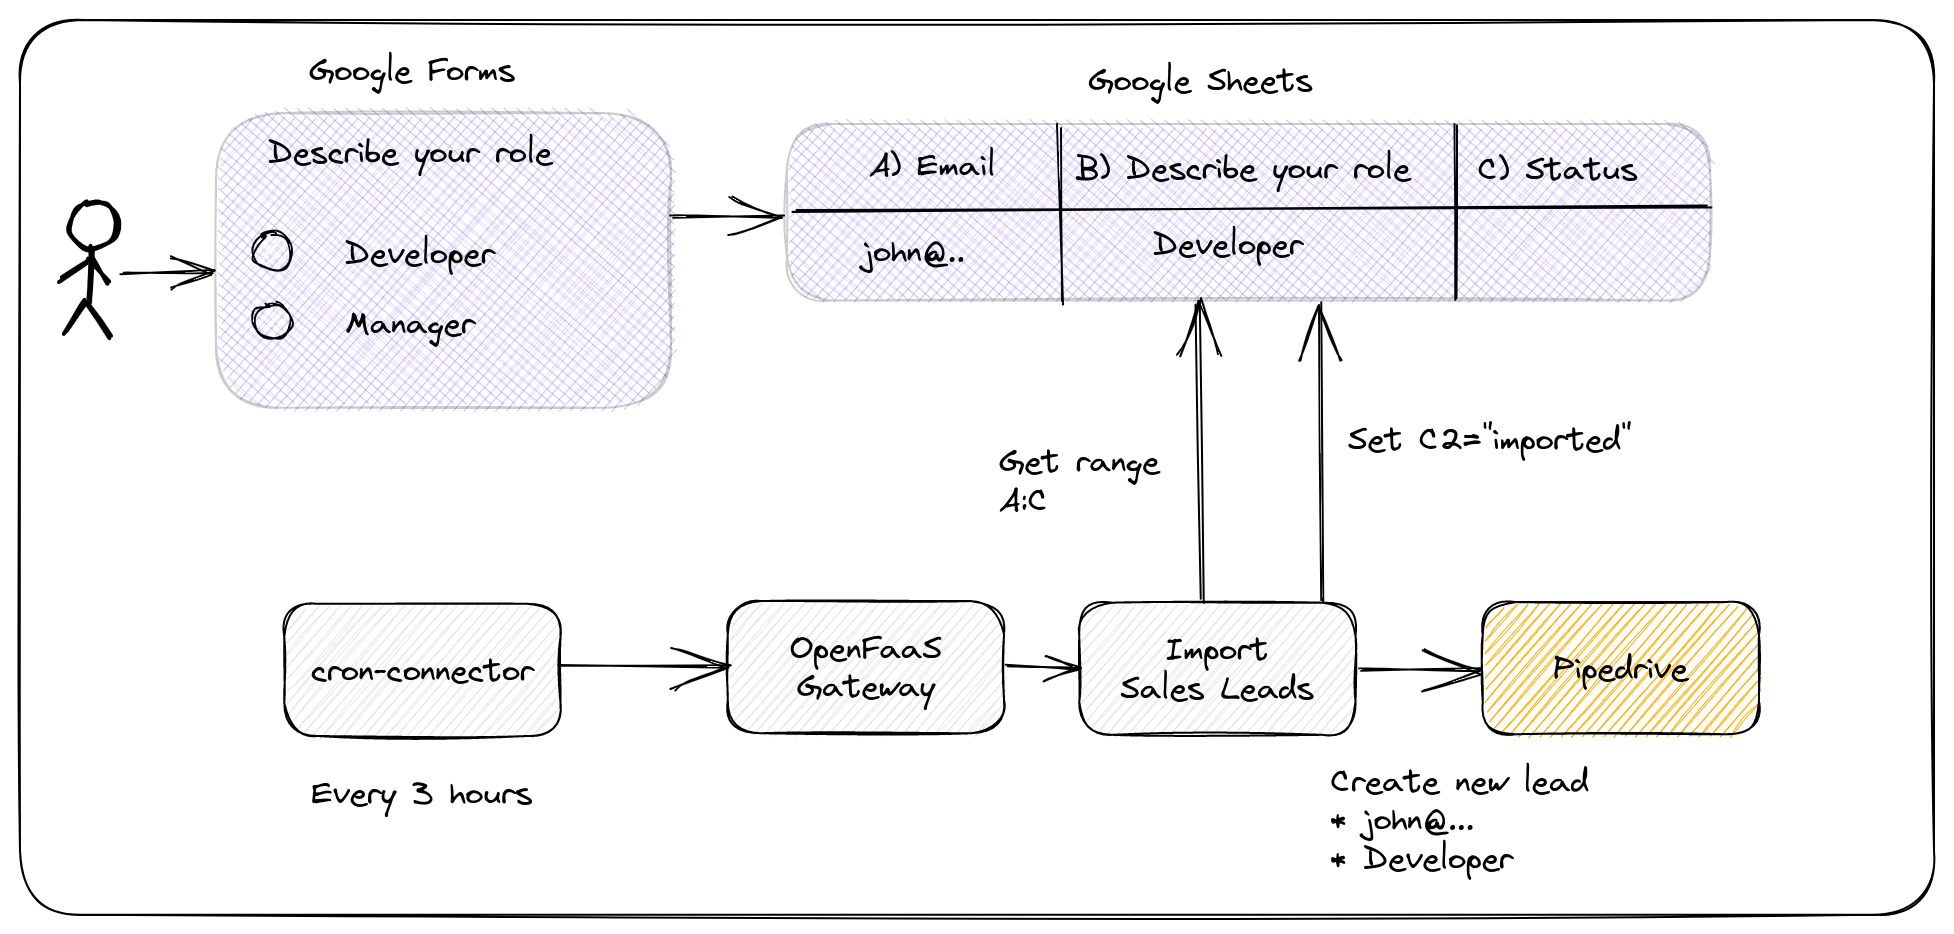 Google Forms
Describe your role
Developer
Manager
Google Sheets
A) Email
B) Describe your role
C) Status
john@..
Developer
Get range
A:C
Set C2="imported"
cron-connector
Every 3 hours
OpenFaaS
Gateway
Import
Sales Leads
Pipedrive
Create new lead
* john@...
* Developer